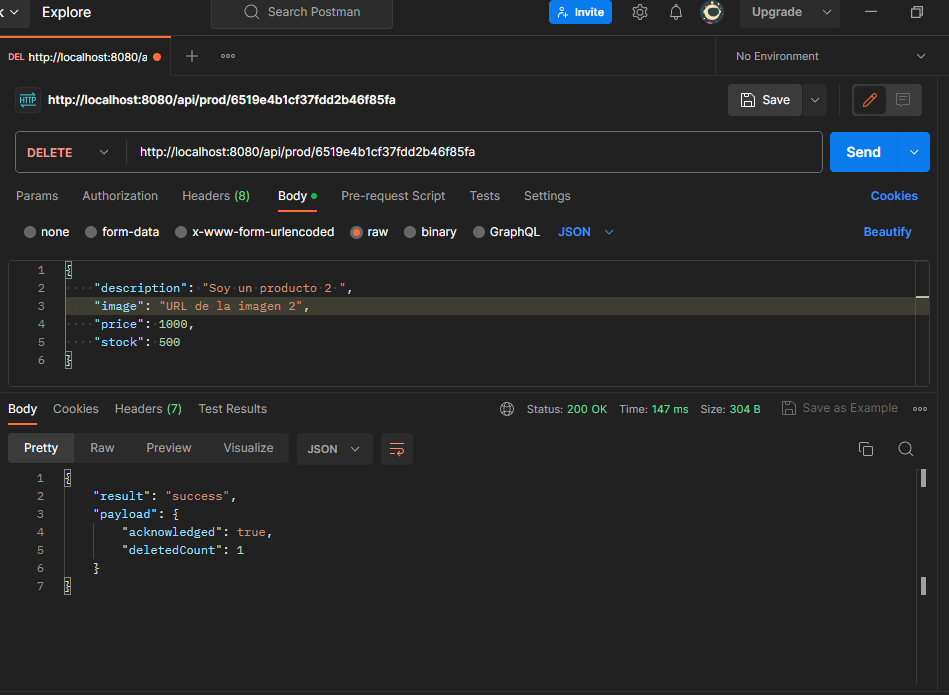 Explore
Search Postman
Invite
Upgrade
DEL http://localhost:8080/a
No Environment
HTTP http://localhost:8080/api/prod/6519e4b1cf37fdd2b46f85fa
Save
DELETE http://localhost:8080/api/prod/6519e4b1cf37fdd2b46f85fa
Send
Params Authorization Headers (8) Body Pre-request Script Tests Settings Cookies
none form-data x-www-form-urlencoded raw binary GraphQL JSON Beautify
1 {
2 "description": "Soy un producto 2 ",
3 "image": "URL de la imagen 2",
4 "price": 1000,
5 "stock": 500
6 }
Body Cookies Headers (7) Test Results Status: 200 OK Time: 147 ms Size: 304 B Save as Example
Pretty Raw Preview Visualize JSON
1 {
2 "result": "success",
3 "payload": {
4 "acknowledged": true,
5 "deletedCount": 1
6 }
7 }